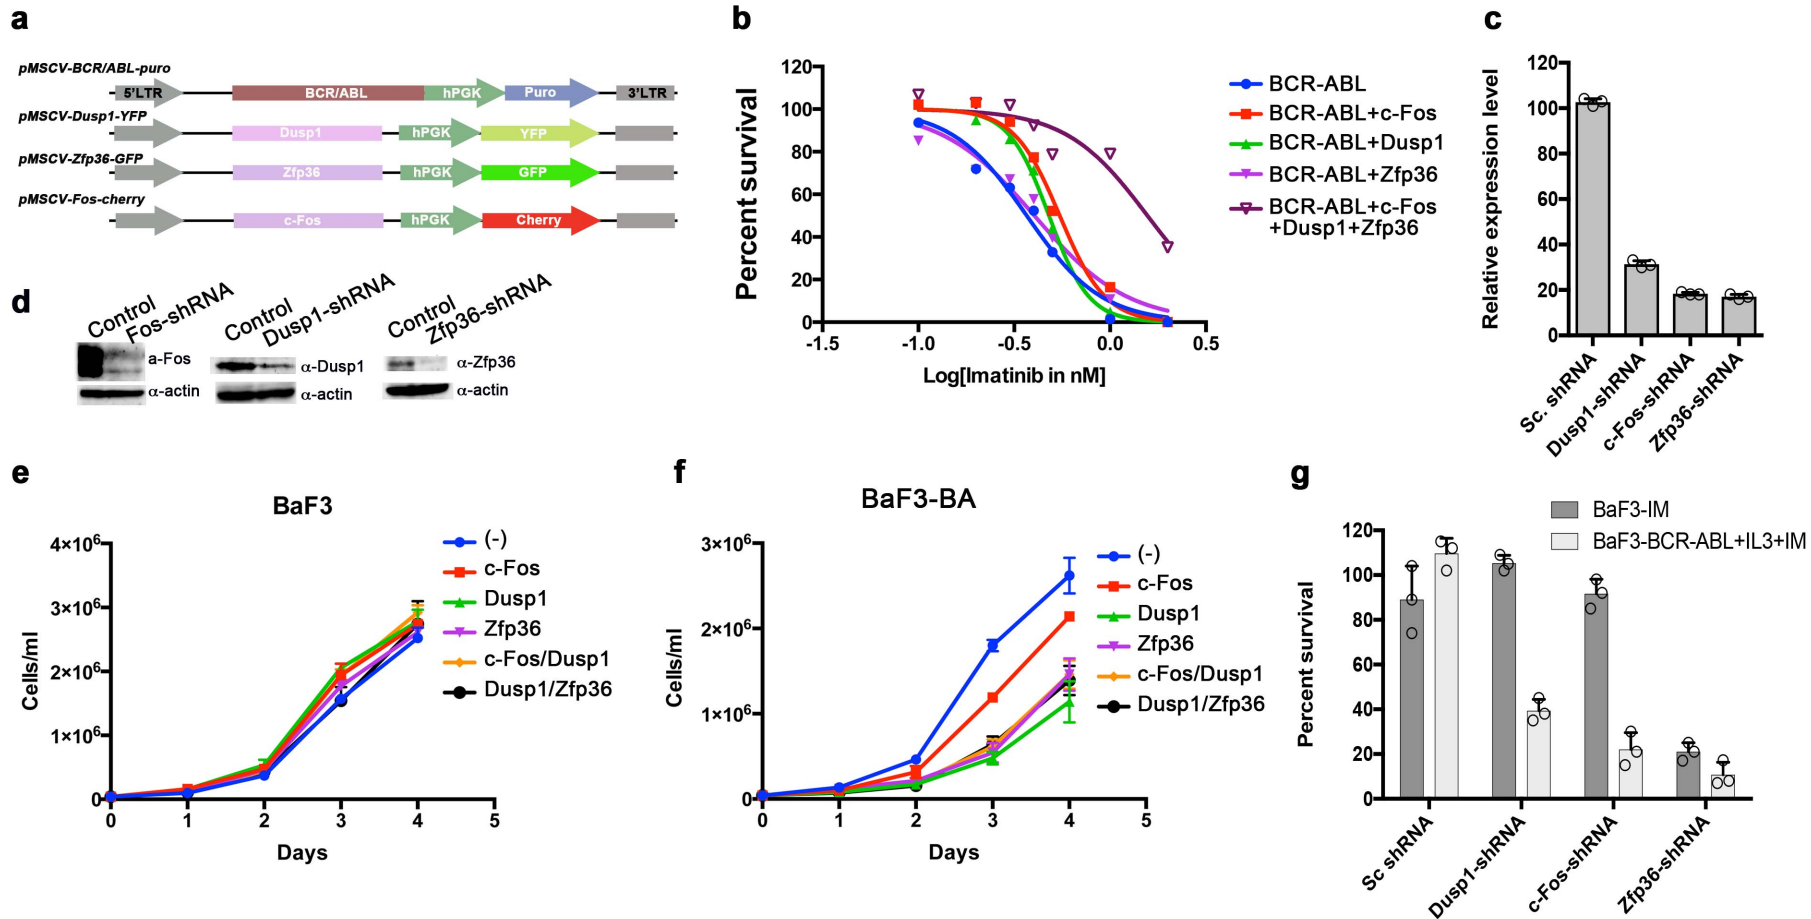 a
pMSCV-BCR/ABL-puro
5'LTR BCR/ABL hPGK Puro 3'LTR
pMSCV-Dusp1-YFP
Dusp1 hPGK YFP
pMSCV-Zfp36-GFP
Zfp36 hPGK GFP
pMSCV-Fos-cherry
c-Fos hPGK Cherry
b
Percent survival
120
100
80
60
40
20
0
-1.5 -1.0 -0.5 0.0 0.5
Log[Imatinib in nM]
BCR-ABL
BCR-ABL+c-Fos
BCR-ABL+Dusp1
BCR-ABL+Zfp36
BCR-ABL+c-Fos
+Dusp1+Zfp36
c
Relative expression level
120
100
80
60
40
20
0
Sc. shRNA
Dusp1-shRNA
c-Fos-shRNA
Zfp36-shRNA
d
Control
Fos-shRNA
a-Fos
α-actin
Control
Dusp1-shRNA
α-Dusp1
α-actin
Control
Zfp36-shRNA
α-Zfp36
α-actin
e
BaF3
Cells/ml
4×10⁶
3×10⁶
2×10⁶
1×10⁶
0
0 1 2 3 4 5
Days
(-)
c-Fos
Dusp1
Zfp36
c-Fos/Dusp1
Dusp1/Zfp36
f
BaF3-BA
Cells/ml
3×10⁶
2×10⁶
1×10⁶
0
0 1 2 3 4 5
Days
(-)
c-Fos
Dusp1
Zfp36
c-Fos/Dusp1
Dusp1/Zfp36
g
BaF3-IM
BaF3-BCR-ABL+IL3+IM
Percent survival
120
100
80
60
40
20
0
Sc shRNA
Dusp1-shRNA
c-Fos-shRNA
Zfp36-shRNA